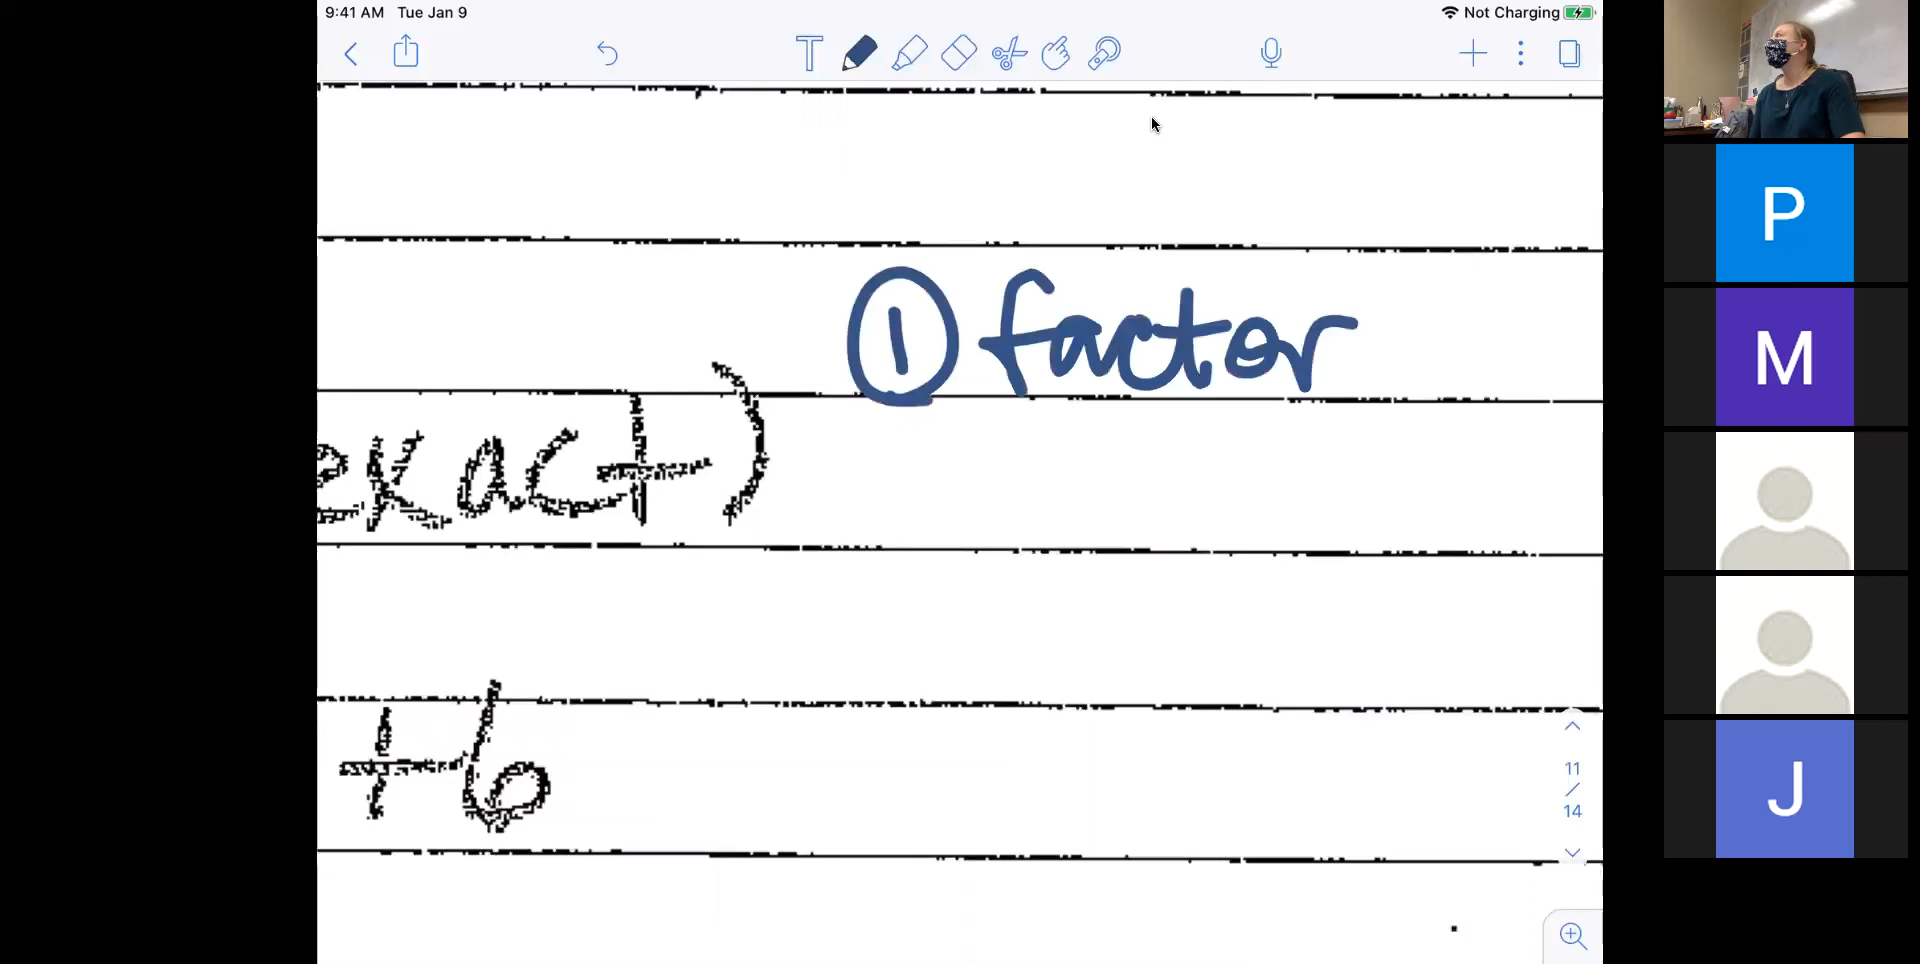 9:41 AM Tue Jan 9
Not Charging
T
① factor
exact)
+6
11
/
14
P
M
J